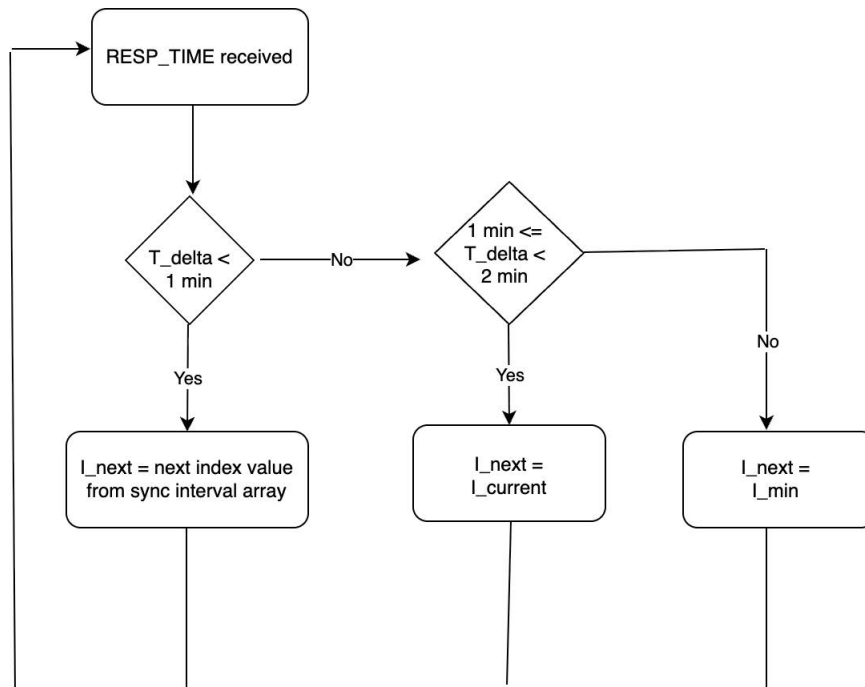 RESP_TIME received
T_delta <
1 min
No
1 min <=
T_delta <
2 min
No
Yes
Yes
I_next = next index value
from sync interval array
I_next =
I_current
I_next =
I_min